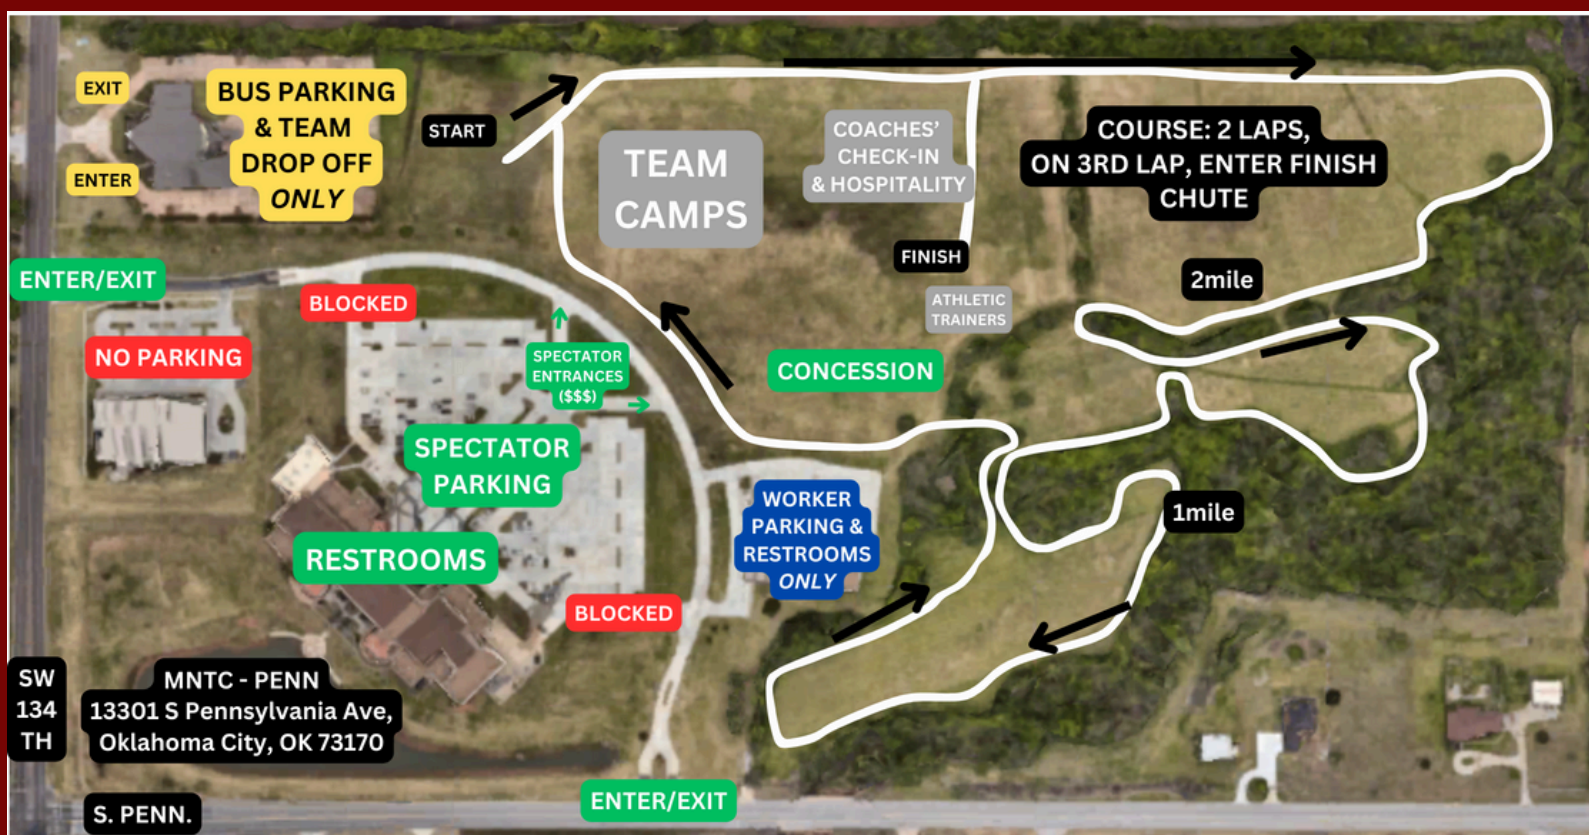 EXIT
BUS PARKING
& TEAM
DROP OFF
ONLY
ENTER
START
TEAM
CAMPS
COACHES'
CHECK-IN
& HOSPITALITY
COURSE: 2 LAPS,
ON 3RD LAP, ENTER FINISH
CHUTE
FINISH
ENTER/EXIT
BLOCKED
2mile
ATHLETIC
TRAINERS
NO PARKING
SPECTATOR
ENTRANCES
($$$)
CONCESSION
SPECTATOR
PARKING
WORKER
PARKING &
RESTROOMS
ONLY
1mile
RESTROOMS
BLOCKED
SW
134
TH
MNTC - PENN
13301 S Pennsylvania Ave,
Oklahoma City, OK 73170
ENTER/EXIT
S. PENN.